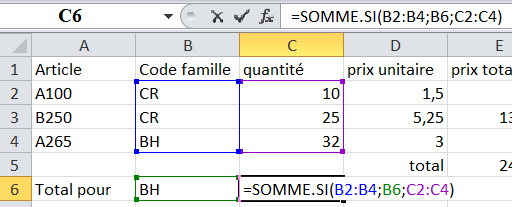 C6 fx =SOMME.SI(B2:B4;B6;C2:C4)
A B C D E
1 Article Code famille quantité prix unitaire prix tota
2 A100 CR 10 1,5
3 B250 CR 25 5,25 13
4 A265 BH 32 3
5 total 24
6 Total pour BH =SOMME.SI(B2:B4;B6;C2:C4)